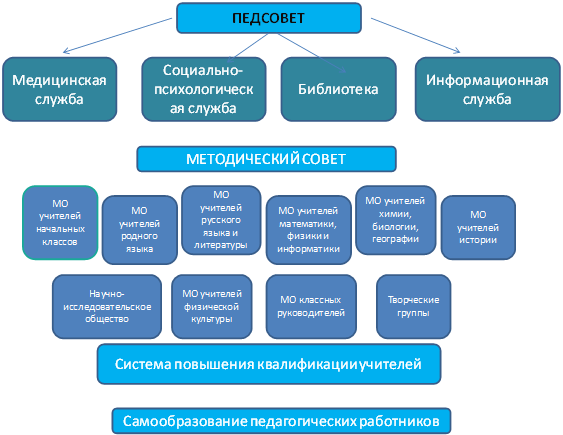 ПЕДСОВЕТ
Медицинская
служба
Социально-
психологическ
ая служба
Библиотека
Информационная
служба
МЕТОДИЧЕСКИЙ СОВЕТ
МО
учителей
начальных
классов
МО
учителей
родного
языка
МО
учителей
русского
языка и
литературы
МО учителей
математики,
физики и
информатики
МО учителей
химии,
биологии,
географии
МО
учителей
истории
Научно-
исследовательское
общество
МО учителей
физической
культуры
МО классных
руководителей
Творческие
группы
Система повышения квалификации учителей
Самообразование педагогических работников